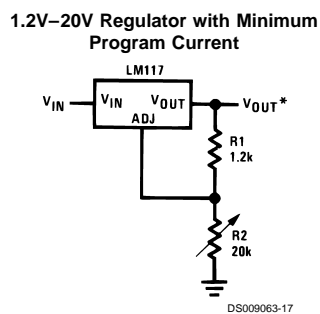 1.2V–20V Regulator with Minimum
Program Current
LM117
VIN
VIN
VOUT
VOUT*
ADJ
R1
1.2k
R2
20k
DS009063-17